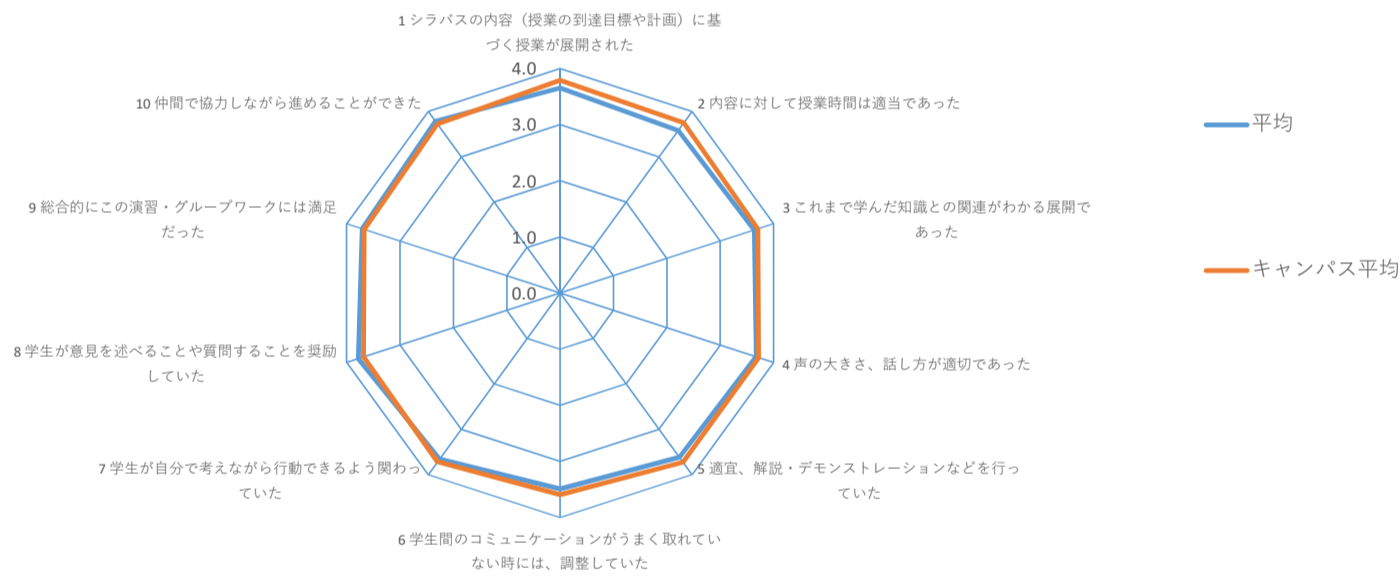 1 シラバスの内容（授業の到達目標や計画）に基
づく授業が展開された
4.0
3.0
2.0
1.0
0.0
2 内容に対して授業時間は適当であった
3 これまで学んだ知識との関連がわかる展開で
あった
4 声の大きさ、話し方が適切であった
5 適宜、解説・デモンストレーションなどを行っ
ていた
6 学生間のコミュニケーションがうまく取れてい
ない時には、調整していた
7 学生が自分で考えながら行動できるよう関わっ
ていた
8 学生が意見を述べることや質問することを奨励
していた
9 総合的にこの演習・グループワークには満足
だった
10 仲間で協力しながら進めることができた
平均
キャンパス平均